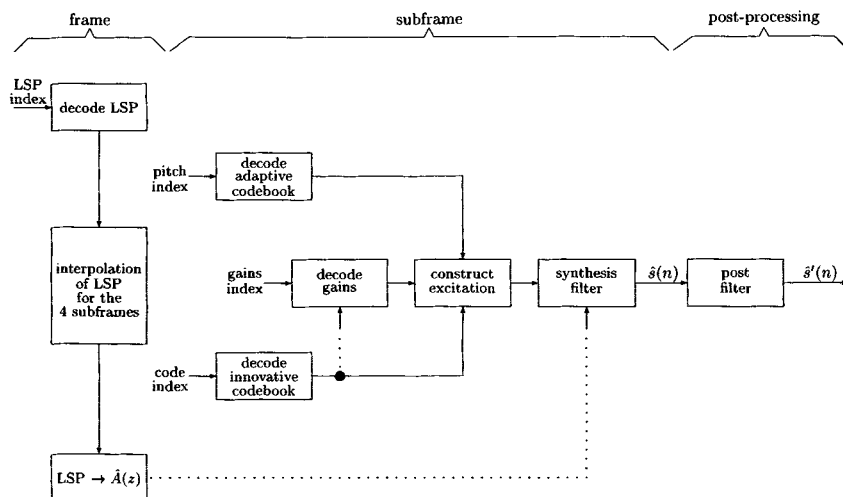 frame
subframe
post-processing
LSP
index
decode LSP
pitch
index
decode
adaptive
codebook
interpolation
of LSP
for the
4 subframes
gains
index
decode
gains
construct
excitation
synthesis
filter
ŝ(n)
post
filter
ŝ′(n)
code
index
decode
innovative
codebook
LSP → Â(z)